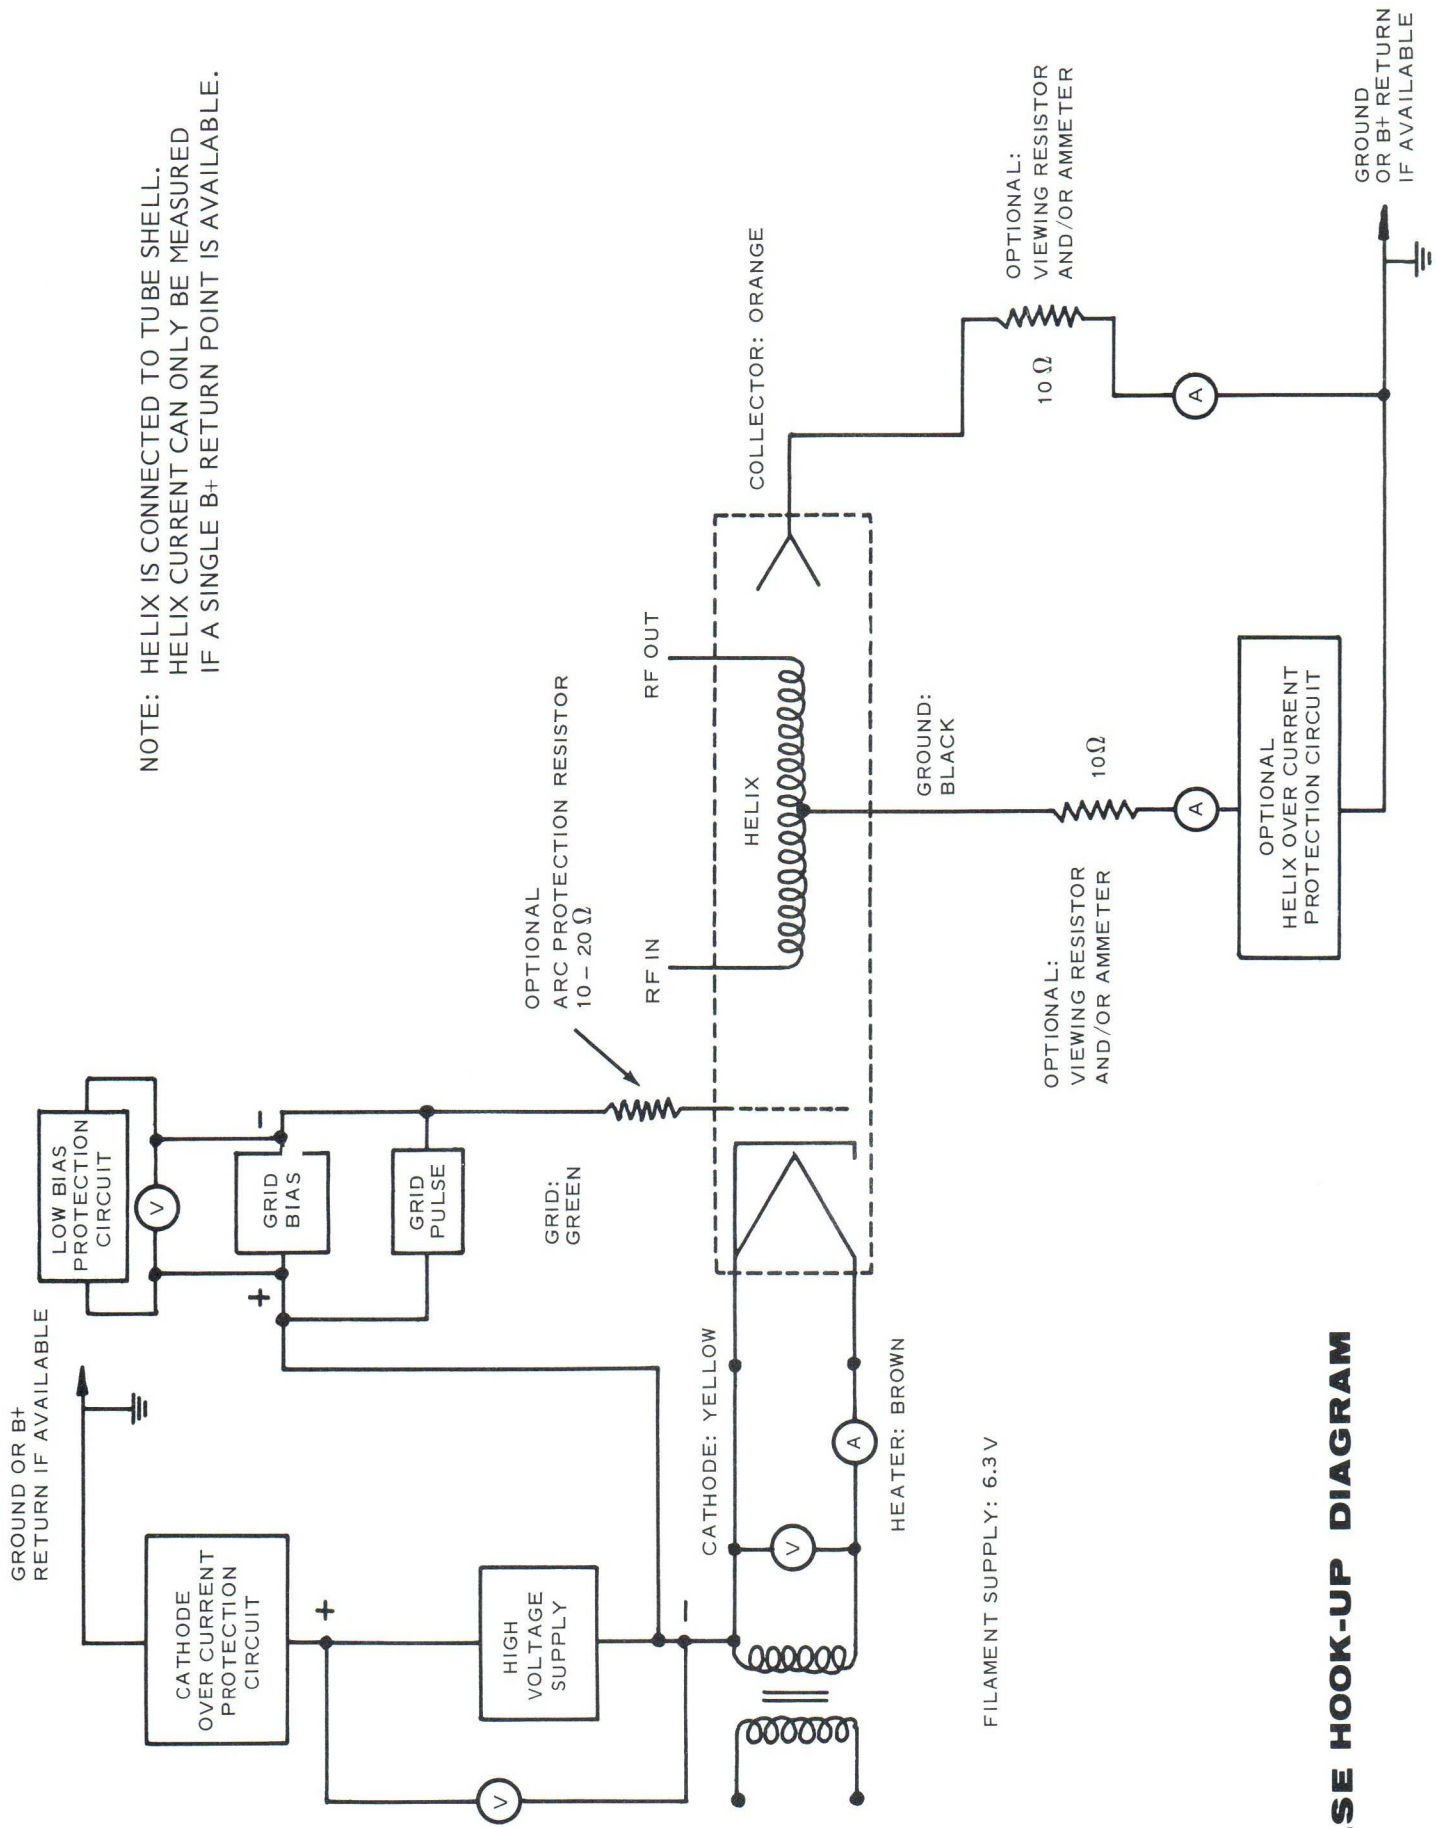 NOTE: HELIX IS CONNECTED TO TUBE SHELL.
HELIX CURRENT CAN ONLY BE MEASURED
IF A SINGLE B+ RETURN POINT IS AVAILABLE.
GROUND OR B+
RETURN IF AVAILABLE
LOW BIAS
PROTECTION
CIRCUIT
V
CATHODE
OVER CURRENT
PROTECTION
CIRCUIT
+
+
-
GRID
BIAS
GRID
PULSE
HIGH
VOLTAGE
SUPPLY
V
-
GRID:
GREEN
OPTIONAL
ARC PROTECTION RESISTOR
10 – 20 Ω
RF IN
RF OUT
HELIX
COLLECTOR: ORANGE
CATHODE: YELLOW
V
A
HEATER: BROWN
FILAMENT SUPPLY: 6.3 V
GROUND:
BLACK
OPTIONAL:
VIEWING RESISTOR
AND/OR AMMETER
10 Ω
A
OPTIONAL:
VIEWING RESISTOR
AND/OR AMMETER
10 Ω
A
OPTIONAL
HELIX OVER CURRENT
PROTECTION CIRCUIT
GROUND
OR B+ RETURN
IF AVAILABLE
SE HOOK-UP DIAGRAM